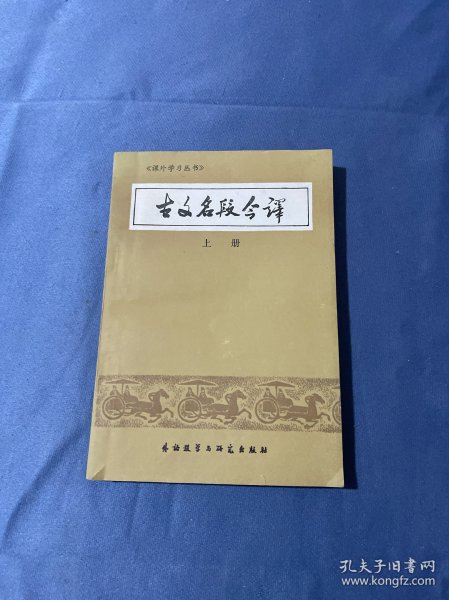 《课外学习丛书》
古文名段今譯
上 册
外语教学与研究出版社
孔夫子旧书网
www.kongfz.com